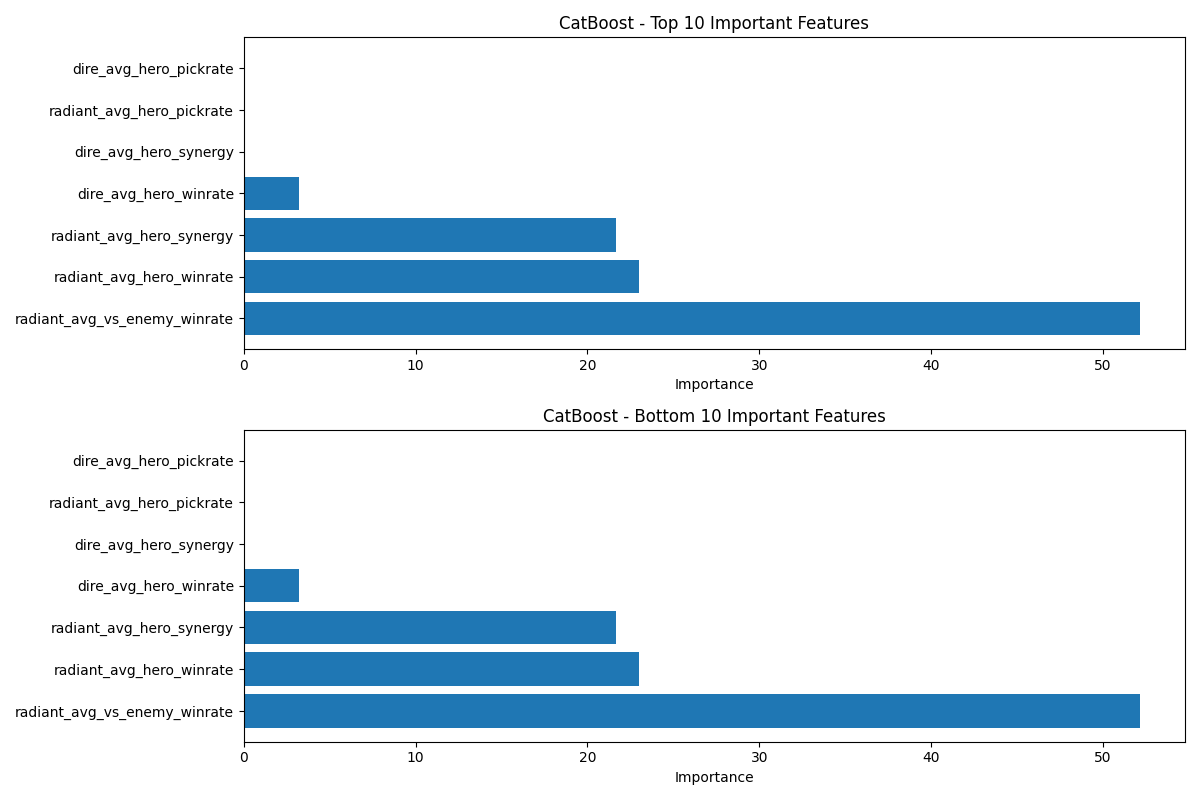 CatBoost - Top 10 Important Features
dire_avg_hero_pickrate
radiant_avg_hero_pickrate
dire_avg_hero_synergy
dire_avg_hero_winrate
radiant_avg_hero_synergy
radiant_avg_hero_winrate
radiant_avg_vs_enemy_winrate
0 10 20 30 40 50
Importance
CatBoost - Bottom 10 Important Features
dire_avg_hero_pickrate
radiant_avg_hero_pickrate
dire_avg_hero_synergy
dire_avg_hero_winrate
radiant_avg_hero_synergy
radiant_avg_hero_winrate
radiant_avg_vs_enemy_winrate
0 10 20 30 40 50
Importance